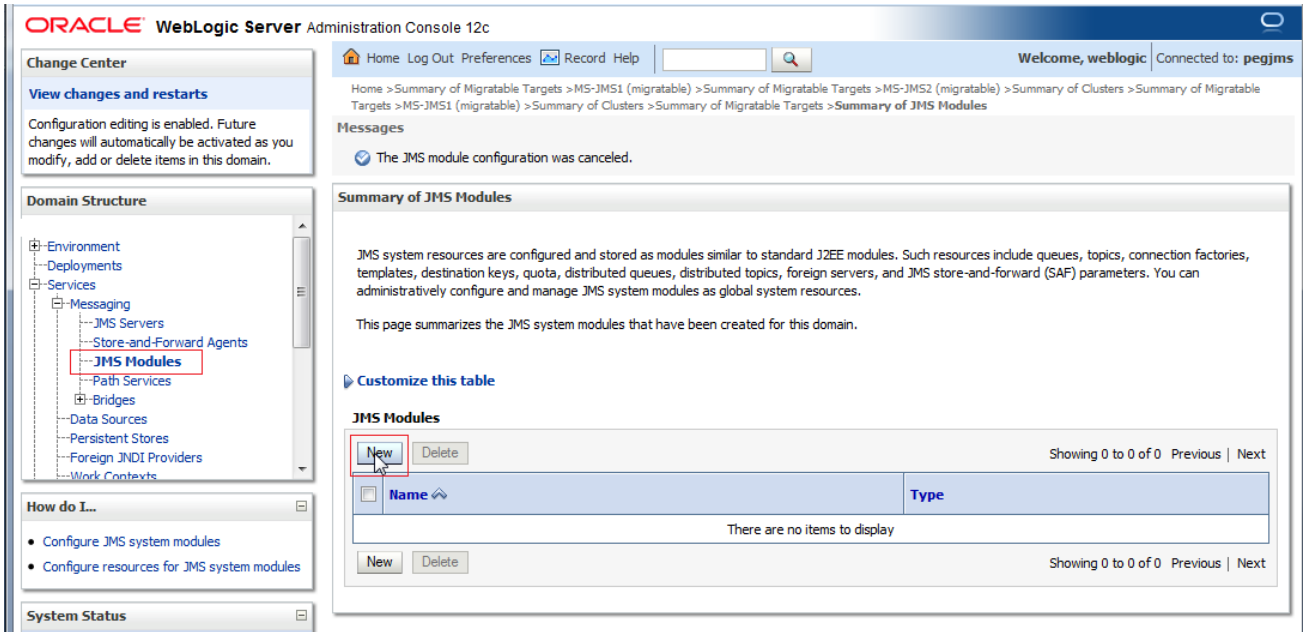 ORACLE WebLogic Server Administration Console 12c
Change Center
View changes and restarts
Configuration editing is enabled. Future
changes will automatically be activated as you
modify, add or delete items in this domain.
Domain Structure
Environment
Deployments
Services
Messaging
JMS Servers
Store-and-Forward Agents
JMS Modules
Path Services
Bridges
Data Sources
Persistent Stores
Foreign JNDI Providers
Work Contexts
How do I...
Configure JMS system modules
Configure resources for JMS system modules
System Status
Home Log Out Preferences Record Help
Welcome, weblogic Connected to: pegjms
Home >Summary of Migratable Targets >MS-JMS1 (migratable) >Summary of Migratable Targets >MS-JMS2 (migratable) >Summary of Clusters >Summary of Migratable
Targets >MS-JMS1 (migratable) >Summary of Clusters >Summary of Migratable Targets >Summary of JMS Modules
Messages
The JMS module configuration was canceled.
Summary of JMS Modules
JMS system resources are configured and stored as modules similar to standard J2EE modules. Such resources include queues, topics, connection factories,
templates, destination keys, quota, distributed queues, distributed topics, foreign servers, and JMS store-and-forward (SAF) parameters. You can
administratively configure and manage JMS system modules as global system resources.
This page summarizes the JMS system modules that have been created for this domain.
Customize this table
JMS Modules
New Delete Showing 0 to 0 of 0 Previous | Next
Name Type
There are no items to display
New Delete Showing 0 to 0 of 0 Previous | Next